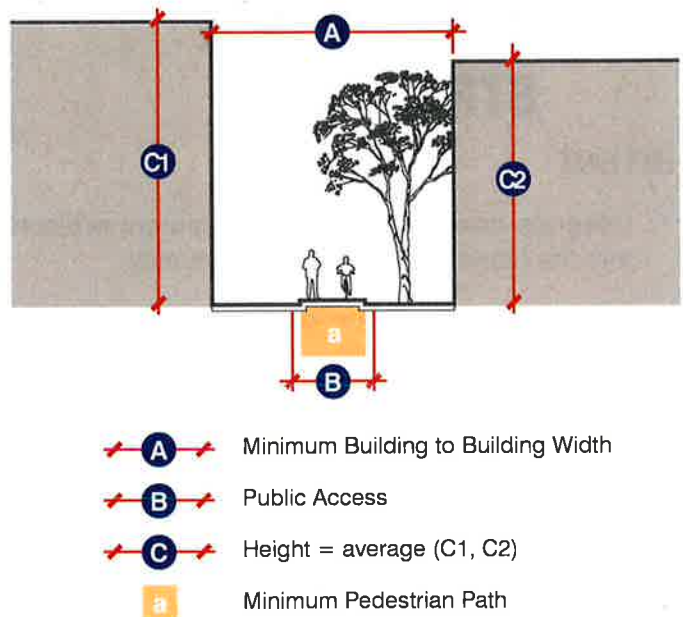 A
C1
C2
a
B
A Minimum Building to Building Width
B Public Access
C Height = average (C1, C2)
a Minimum Pedestrian Path